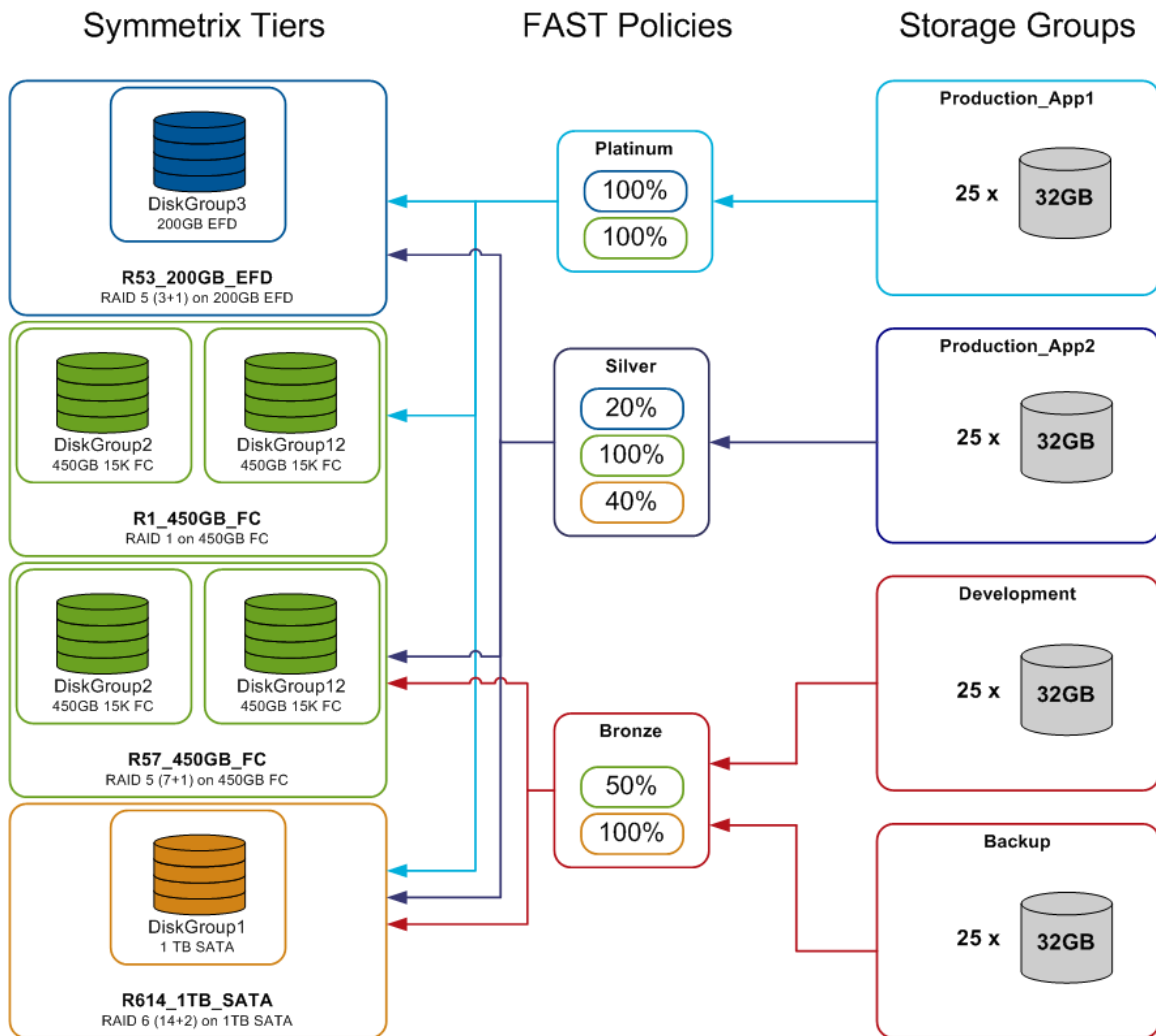 Symmetrix Tiers
FAST Policies
Storage Groups
DiskGroup3
200GB EFD
R53_200GB_EFD
RAID 5 (3+1) on 200GB EFD
DiskGroup2
450GB 15K FC
DiskGroup12
450GB 15K FC
R1_450GB_FC
RAID 1 on 450GB FC
DiskGroup2
450GB 15K FC
DiskGroup12
450GB 15K FC
R57_450GB_FC
RAID 5 (7+1) on 450GB FC
DiskGroup1
1 TB SATA
R614_1TB_SATA
RAID 6 (14+2) on 1TB SATA
Platinum
100%
100%
Silver
20%
100%
40%
Bronze
50%
100%
Production_App1
25 x 32GB
Production_App2
25 x 32GB
Development
25 x 32GB
Backup
25 x 32GB